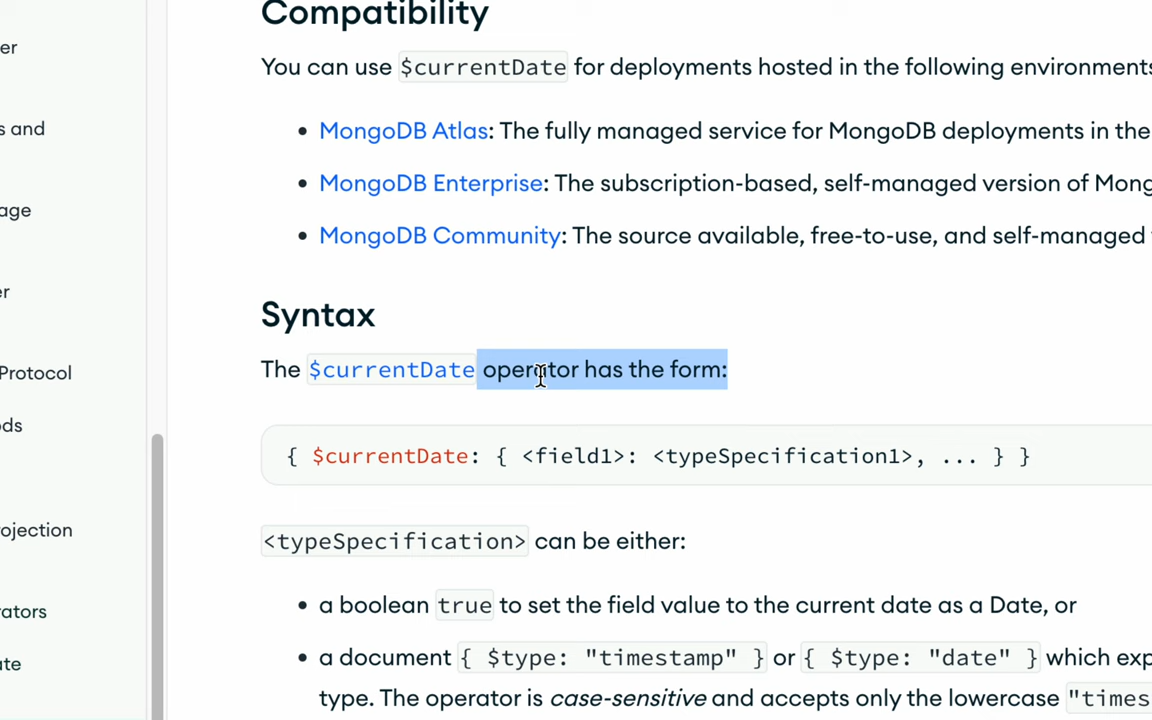 Compatibility
You can use $currentDate for deployments hosted in the following environments
MongoDB Atlas: The fully managed service for MongoDB deployments in the
MongoDB Enterprise: The subscription-based, self-managed version of Mong
MongoDB Community: The source available, free-to-use, and self-managed
Syntax
The $currentDate operator has the form:
{ $currentDate: { <field1>: <typeSpecification1>, ... } }
<typeSpecification> can be either:
a boolean true to set the field value to the current date as a Date, or
a document { $type: "timestamp" } or { $type: "date" } which exp
type. The operator is case-sensitive and accepts only the lowercase "times
er
s and
age
er
Protocol
ds
ojection
rators
ate